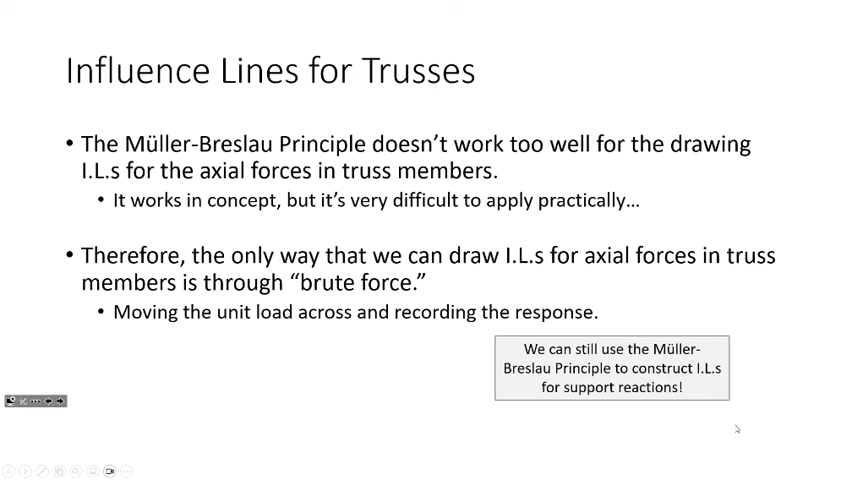 Influence Lines for Trusses
• The Müller-Breslau Principle doesn't work too well for the drawing
I.L.s for the axial forces in truss members.
• It works in concept, but it's very difficult to apply practically…
• Therefore, the only way that we can draw I.L.s for axial forces in truss
members is through “brute force.”
• Moving the unit load across and recording the response.
We can still use the Müller-
Breslau Principle to construct I.L.s
for support reactions!